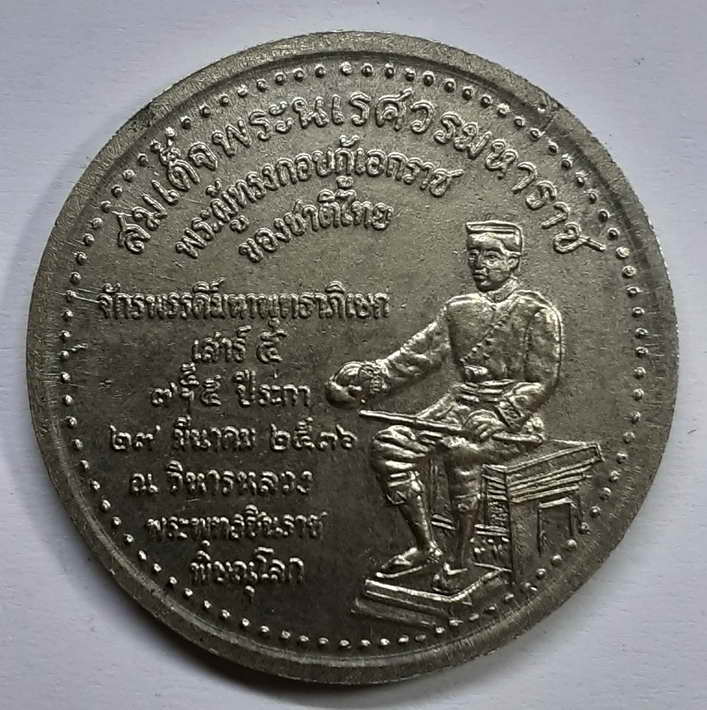 สมเด็จพระนเรศวรมหาราช
พระผู้ทรงกอบกู้เอกราช
ของชาติไทย
จักรพรรดิ์มหาพุทธาภิเษก
เสาร์ ๕
ปีระกา
๒๗ มีนาคม ๒๕๓๖
ณ วิหารหลวง
พระพุทธชินราช
พิษณุโลก